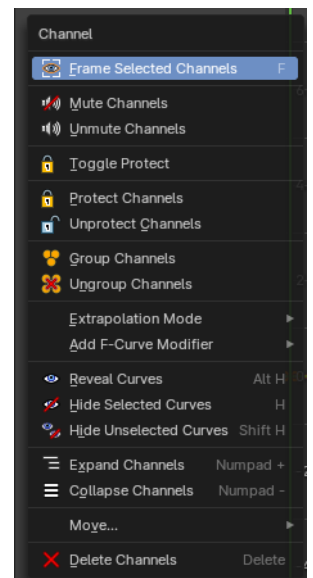 Channel
Frame Selected Channels F
Mute Channels
Unmute Channels
Toggle Protect
Protect Channels
Unprotect Channels
Group Channels
Ungroup Channels
Extrapolation Mode
Add F-Curve Modifier
Reveal Curves Alt H
Hide Selected Curves H
Hide Unselected Curves Shift H
Expand Channels Numpad +
Collapse Channels Numpad -
Move...
Delete Channels Delete